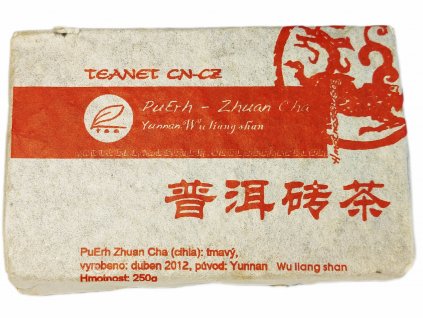 TEANET CN-CZ
PuErh - Zhuan Cha
Yunnan Wu liang shan
普洱砖茶
PuErh Zhuan Cha (cihla): tmavý,
vyrobeno: duben 2012, původ: Yunnan Wu liang shan
Hmotnost: 250g